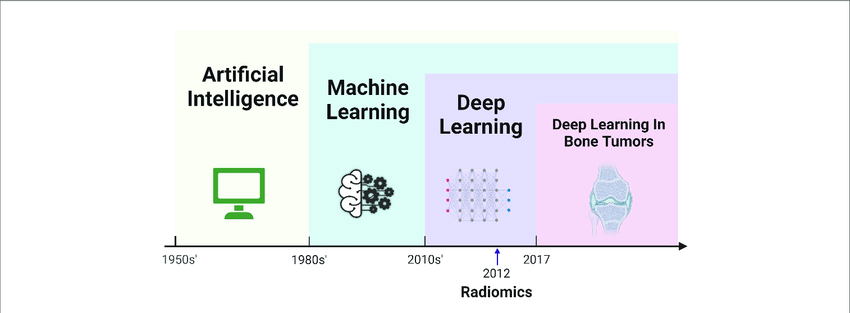 Artificial
Intelligence
Machine
Learning
Deep
Learning
Deep Learning In
Bone Tumors
1950s'
1980s'
2010s'
2012
2017
Radiomics